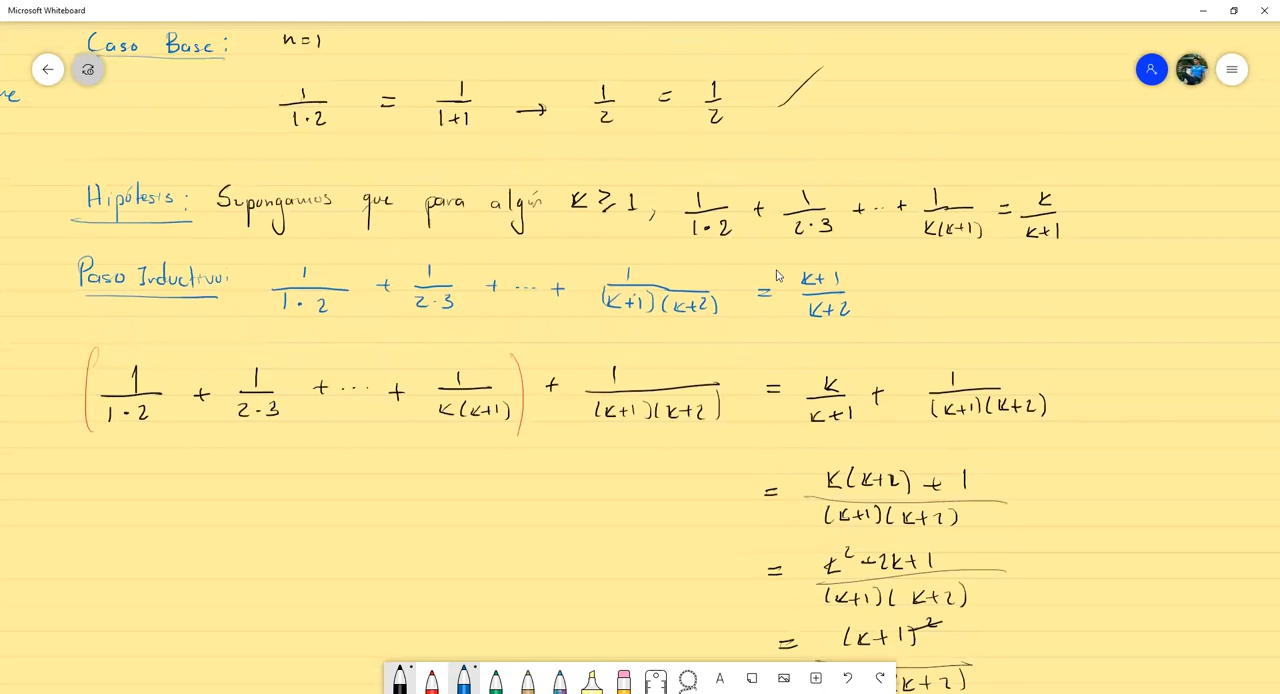 Microsoft Whiteboard
Caso Base: n=1
1/(1·2) = 1/(1+1) → 1/2 = 1/2
Hipótesis: Supongamos que para algún K ≥ 1, 1/(1·2) + 1/(2·3) + ··· + 1/(K(K+1)) = K/(K+1)
Paso Inductivo: 1/(1·2) + 1/(2·3) + ··· + 1/((K+1)(K+2)) = (K+1)/(K+2)
(1/(1·2) + 1/(2·3) + ··· + 1/(K(K+1))) + 1/((K+1)(K+2)) = K/(K+1) + 1/((K+1)(K+2))
= (K(K+2) + 1)/((K+1)(K+2))
= (K² + 2K + 1)/((K+1)(K+2))
= (K+1)²
(K+2)
A